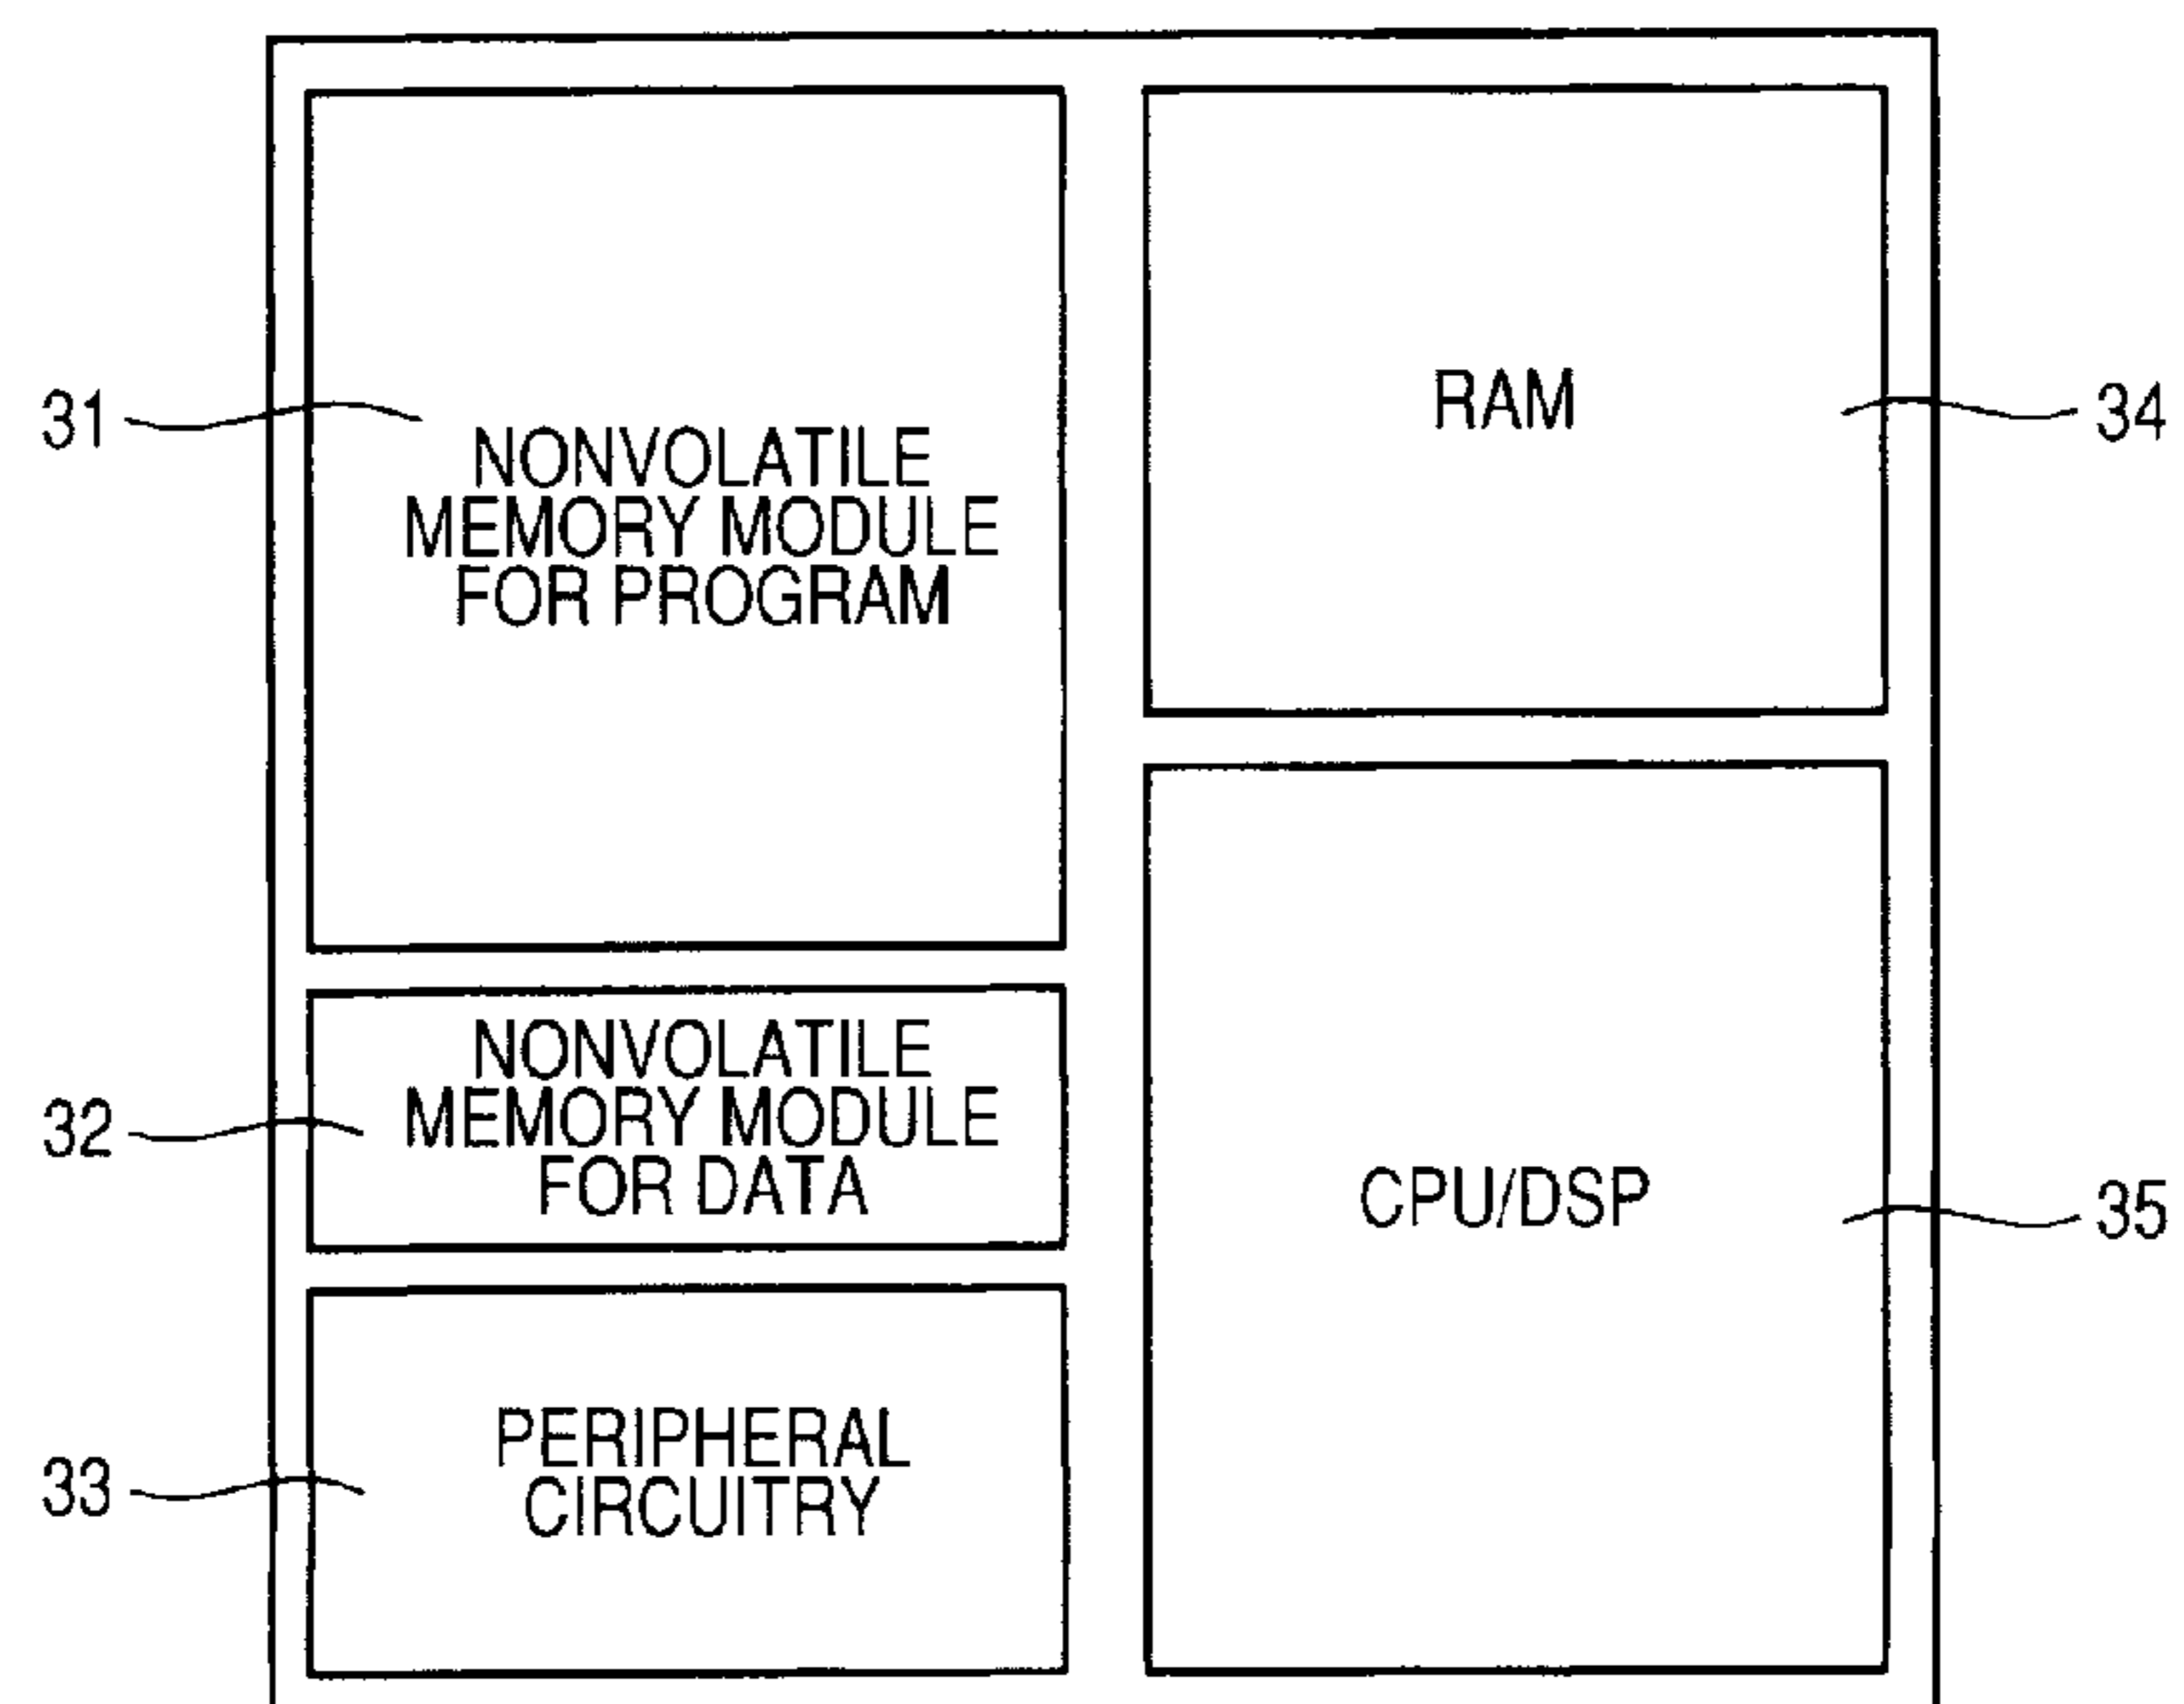 31
NONVOLATILE
MEMORY MODULE
FOR PROGRAM
32
NONVOLATILE
MEMORY MODULE
FOR DATA
33
PERIPHERAL
CIRCUITRY
RAM
34
CPU/DSP
35